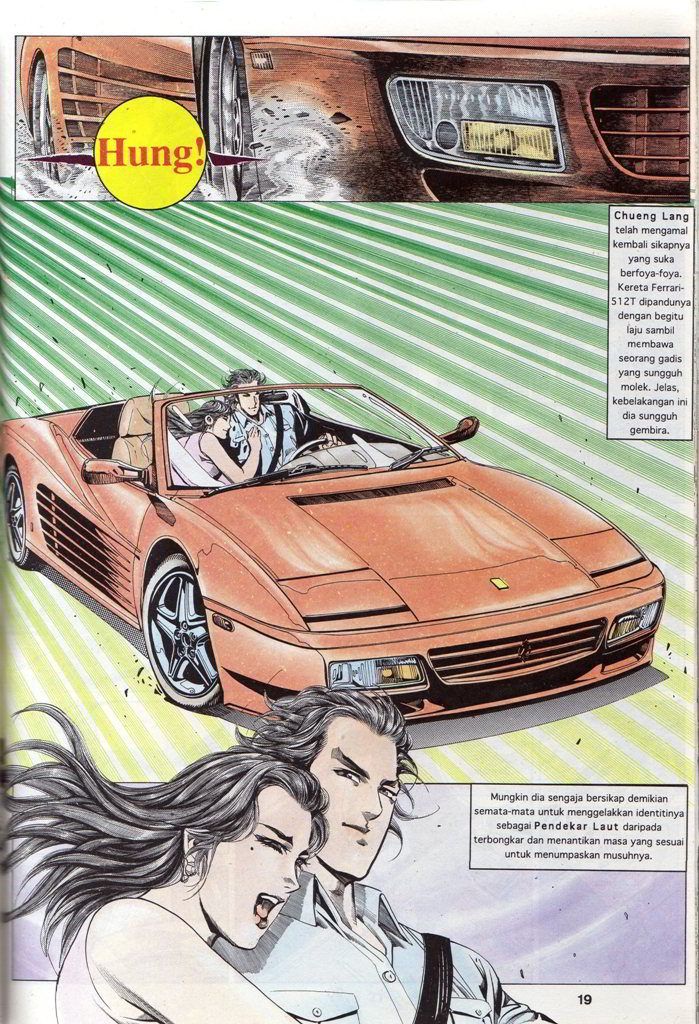 Hung!
Chueng Lang
telah mengamal
kembali sikapnya
yang suka
berfoya-foya.
Kereta Ferrari-
512T dipandunya
dengan begitu
laju sambil
membawa
seorang gadis
yang sungguh
molek. Jelas,
kebelakangan ini
dia sungguh
gembira.
Mungkin dia sengaja bersikap demikian
semata-mata untuk menggelakkan identitinya
sebagai Pendekar Laut daripada
terbongkar dan menantikan masa yang sesuai
untuk menumpaskan musuhnya.
19